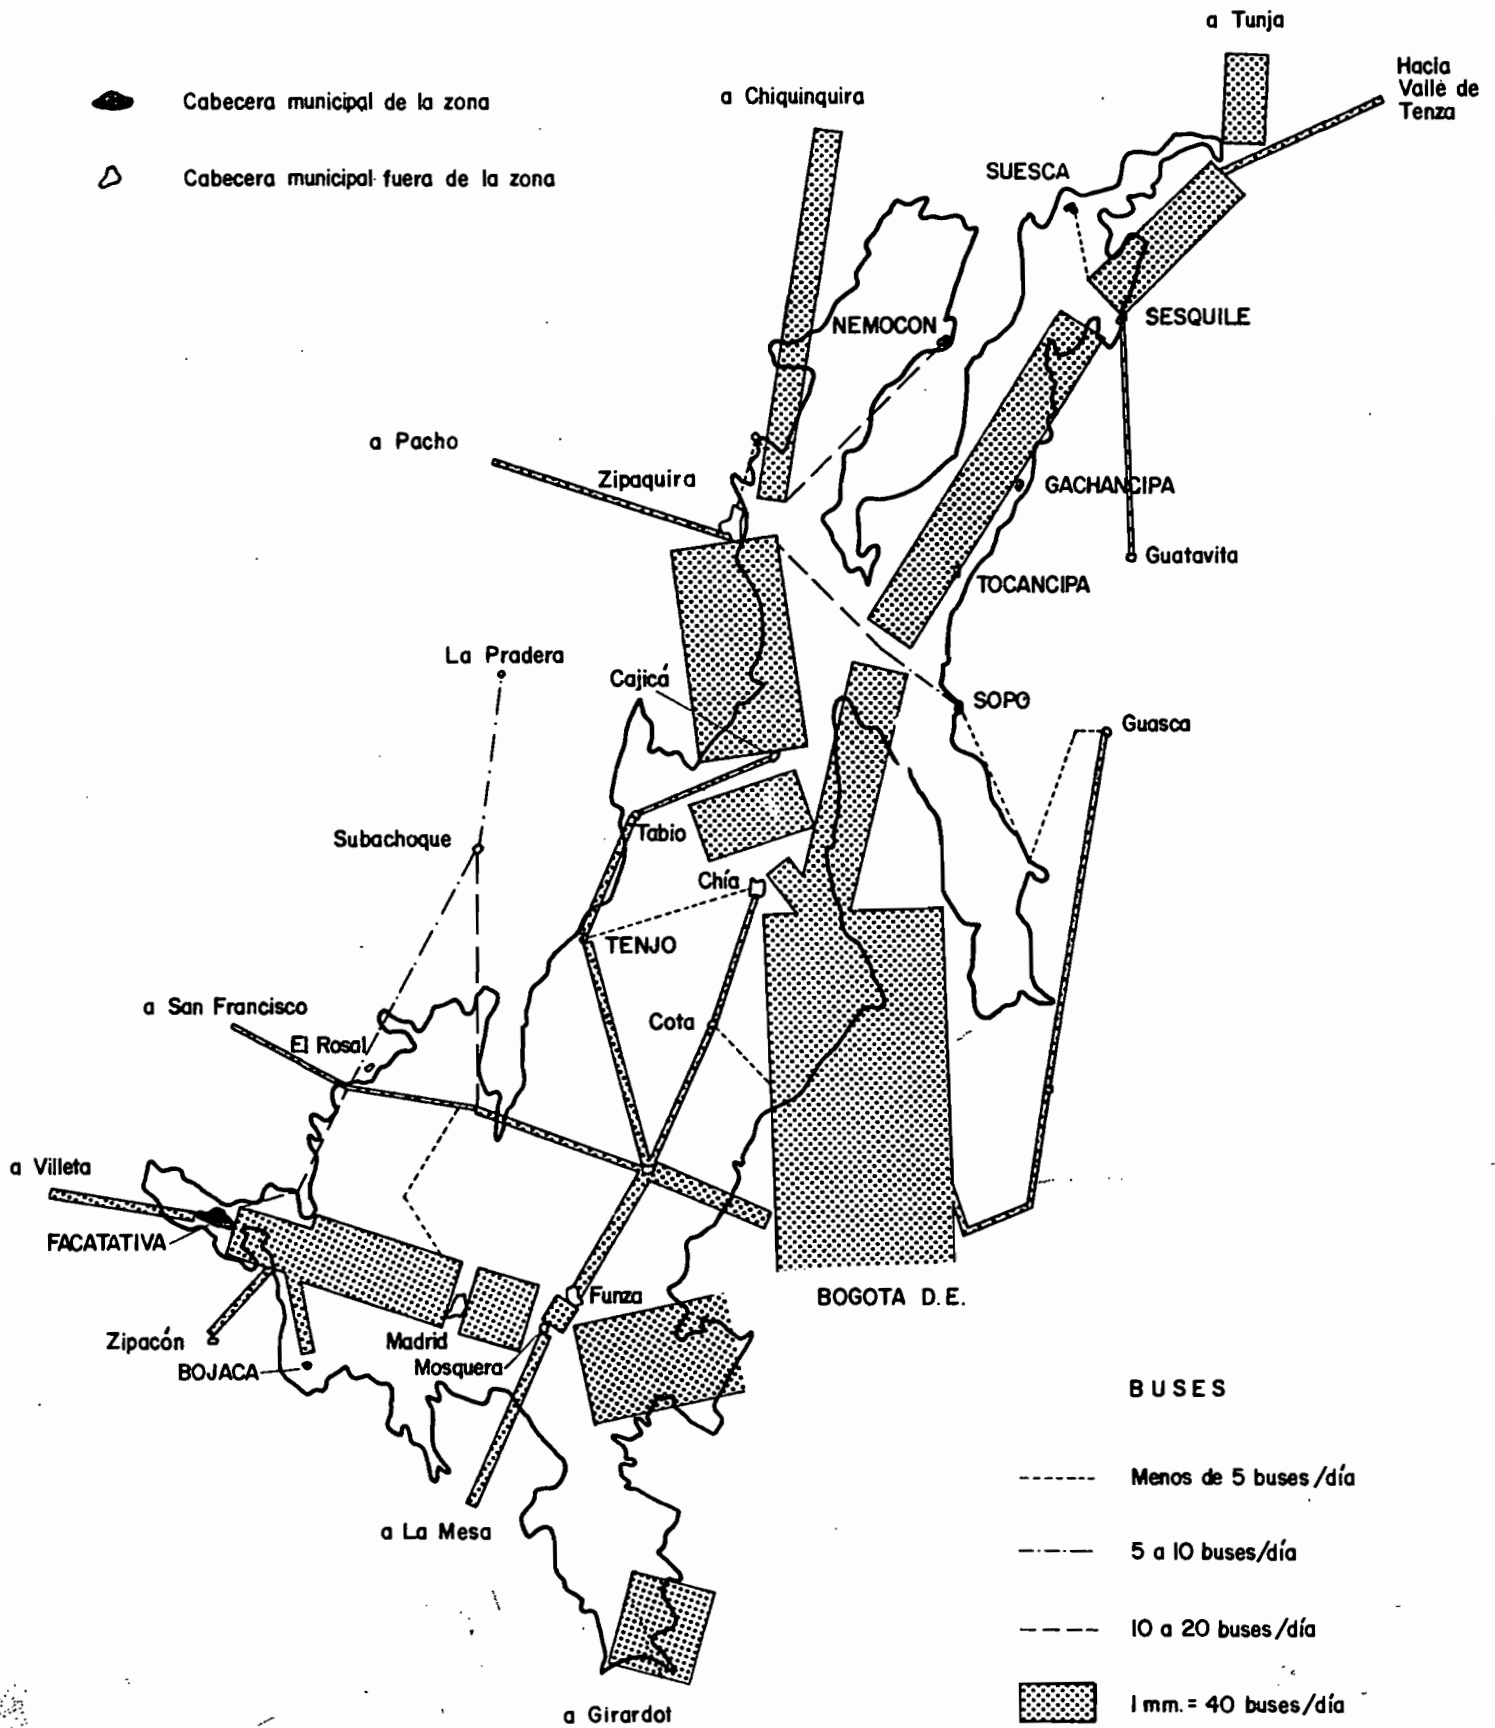 a Tunja
Hacia
Valle de
Tenza
Cabecera municipal de la zona
a Chiquinquira
SUESCA
Cabecera municipal fuera de la zona
NEMOCON
SESQUILE
a Pacho
Zipaquira
GACHANCIPA
Guatavita
TOCANCIPA
La Pradera
Cajicá
SOPO
Guasca
Subachoque
Tabio
Chía
TENJO
a San Francisco
Cota
El Rosal
a Villeta
FACATATIVA
Funza
BOGOTA D.E.
Zipacón
Madrid
Mosquera
BOJACA
BUSES
Menos de 5 buses/día
a La Mesa
5 a 10 buses/día
10 a 20 buses/día
1 mm. = 40 buses/día
a Girardot